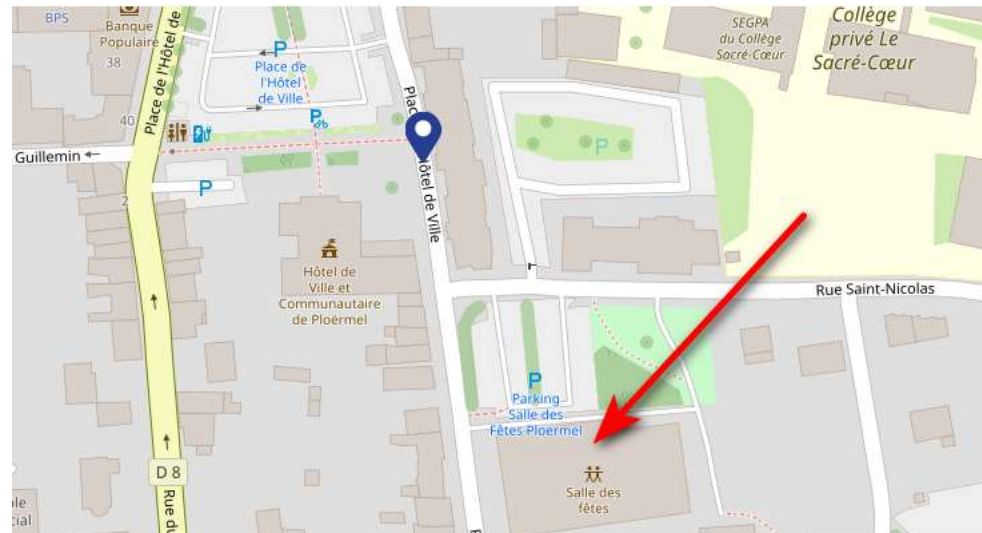 BPS
Banque
Populaire
38
40
Place de l'Hôtel de
P
Place de
l'Hôtel
de Ville
P
Guillemin
P
2
Hôtel de Ville
Hôtel de
Ville et
Communautaire
de Ploërmel
SEGPA
du Collège
Sacré-Cœur
Collège
privé Le
Sacré-Cœur
P
Rue Saint-Nicolas
P
Parking
Salle des
Fêtes Ploermel
Salle des
fêtes
D 8
Rue du